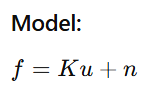 Model:
f = Ku + n